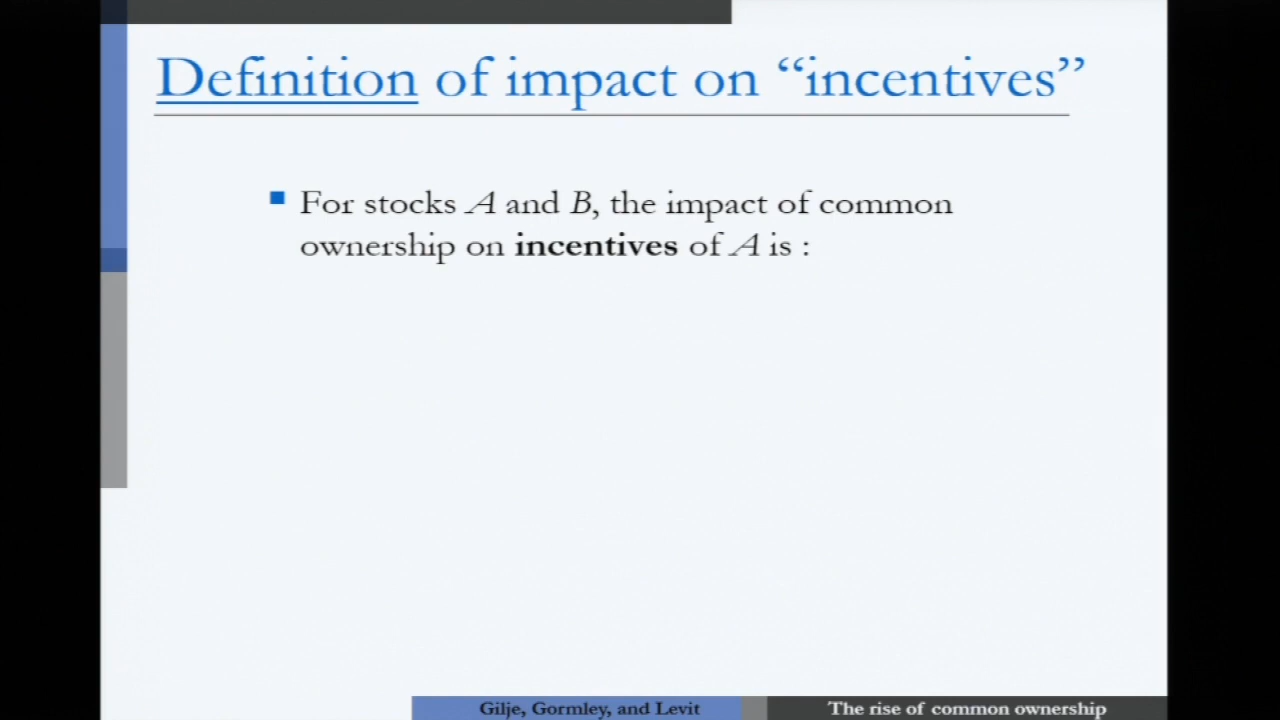 Definition of impact on “incentives”
For stocks A and B, the impact of common
ownership on incentives of A is :
Gilje, Gormley, and Levit
The rise of common ownership